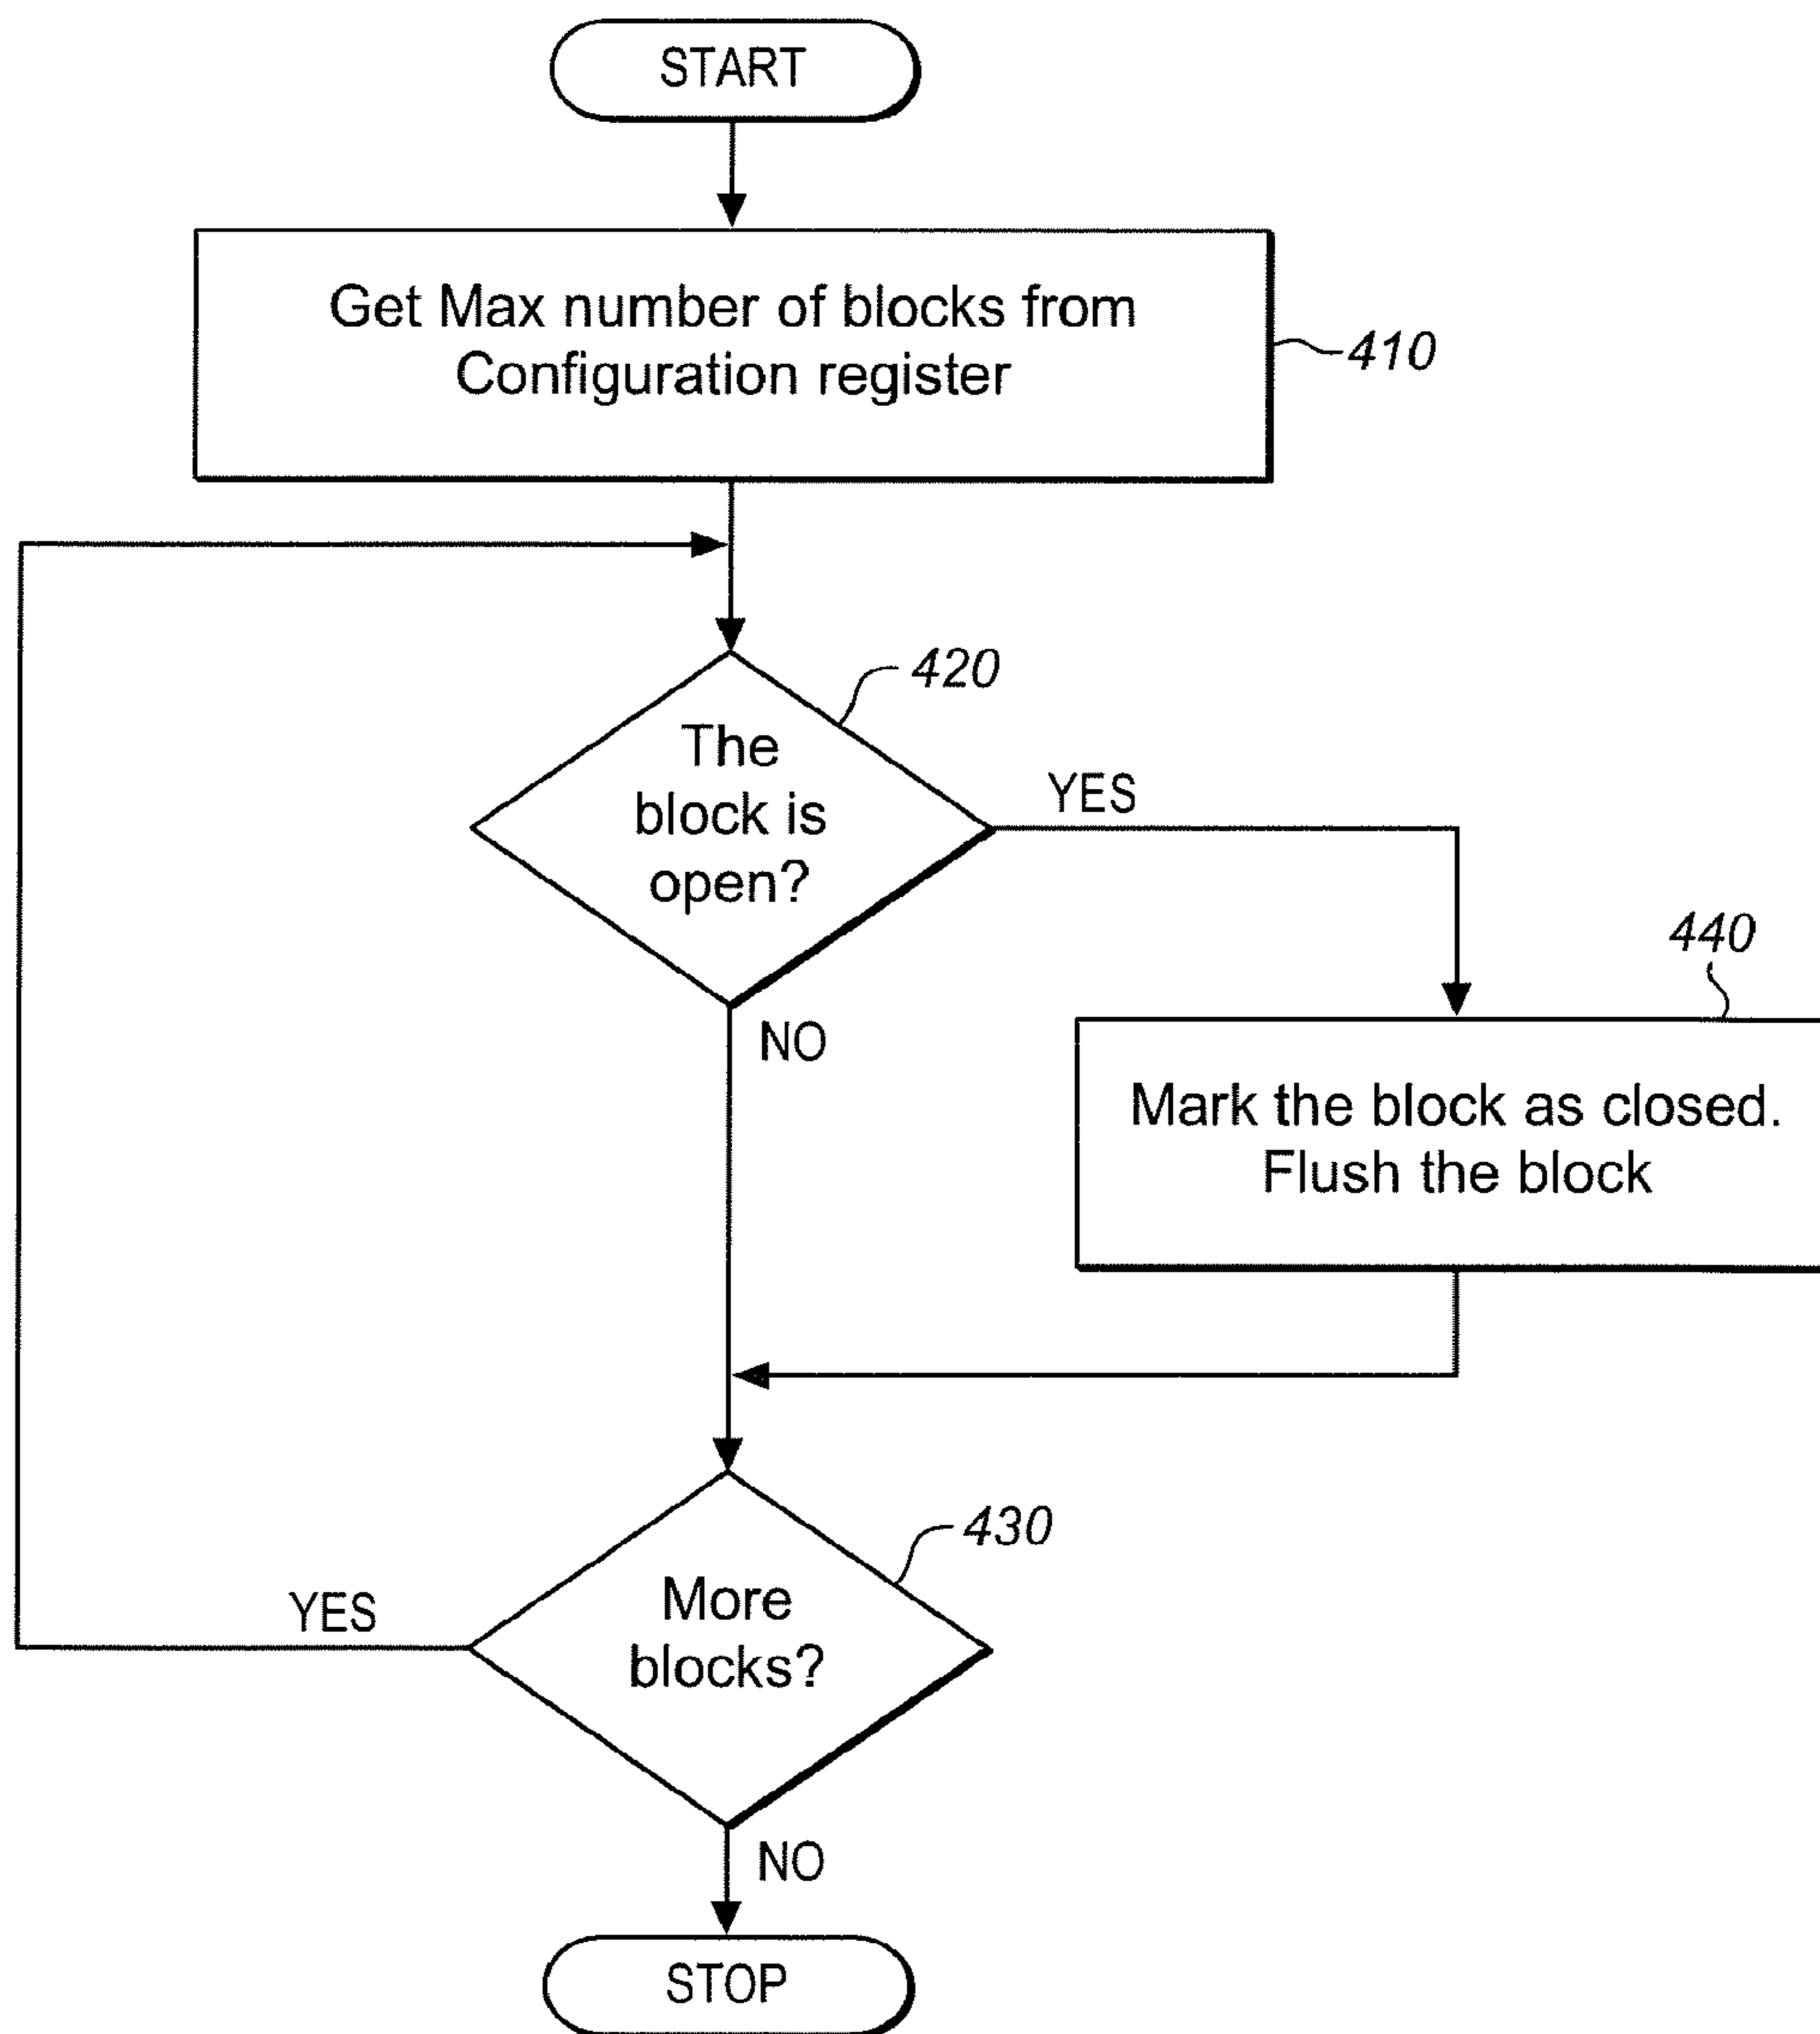 START
Get Max number of blocks from
Configuration register
410
420
The
block is
open?
YES
NO
440
Mark the block as closed.
Flush the block
430
More
blocks?
YES
NO
STOP